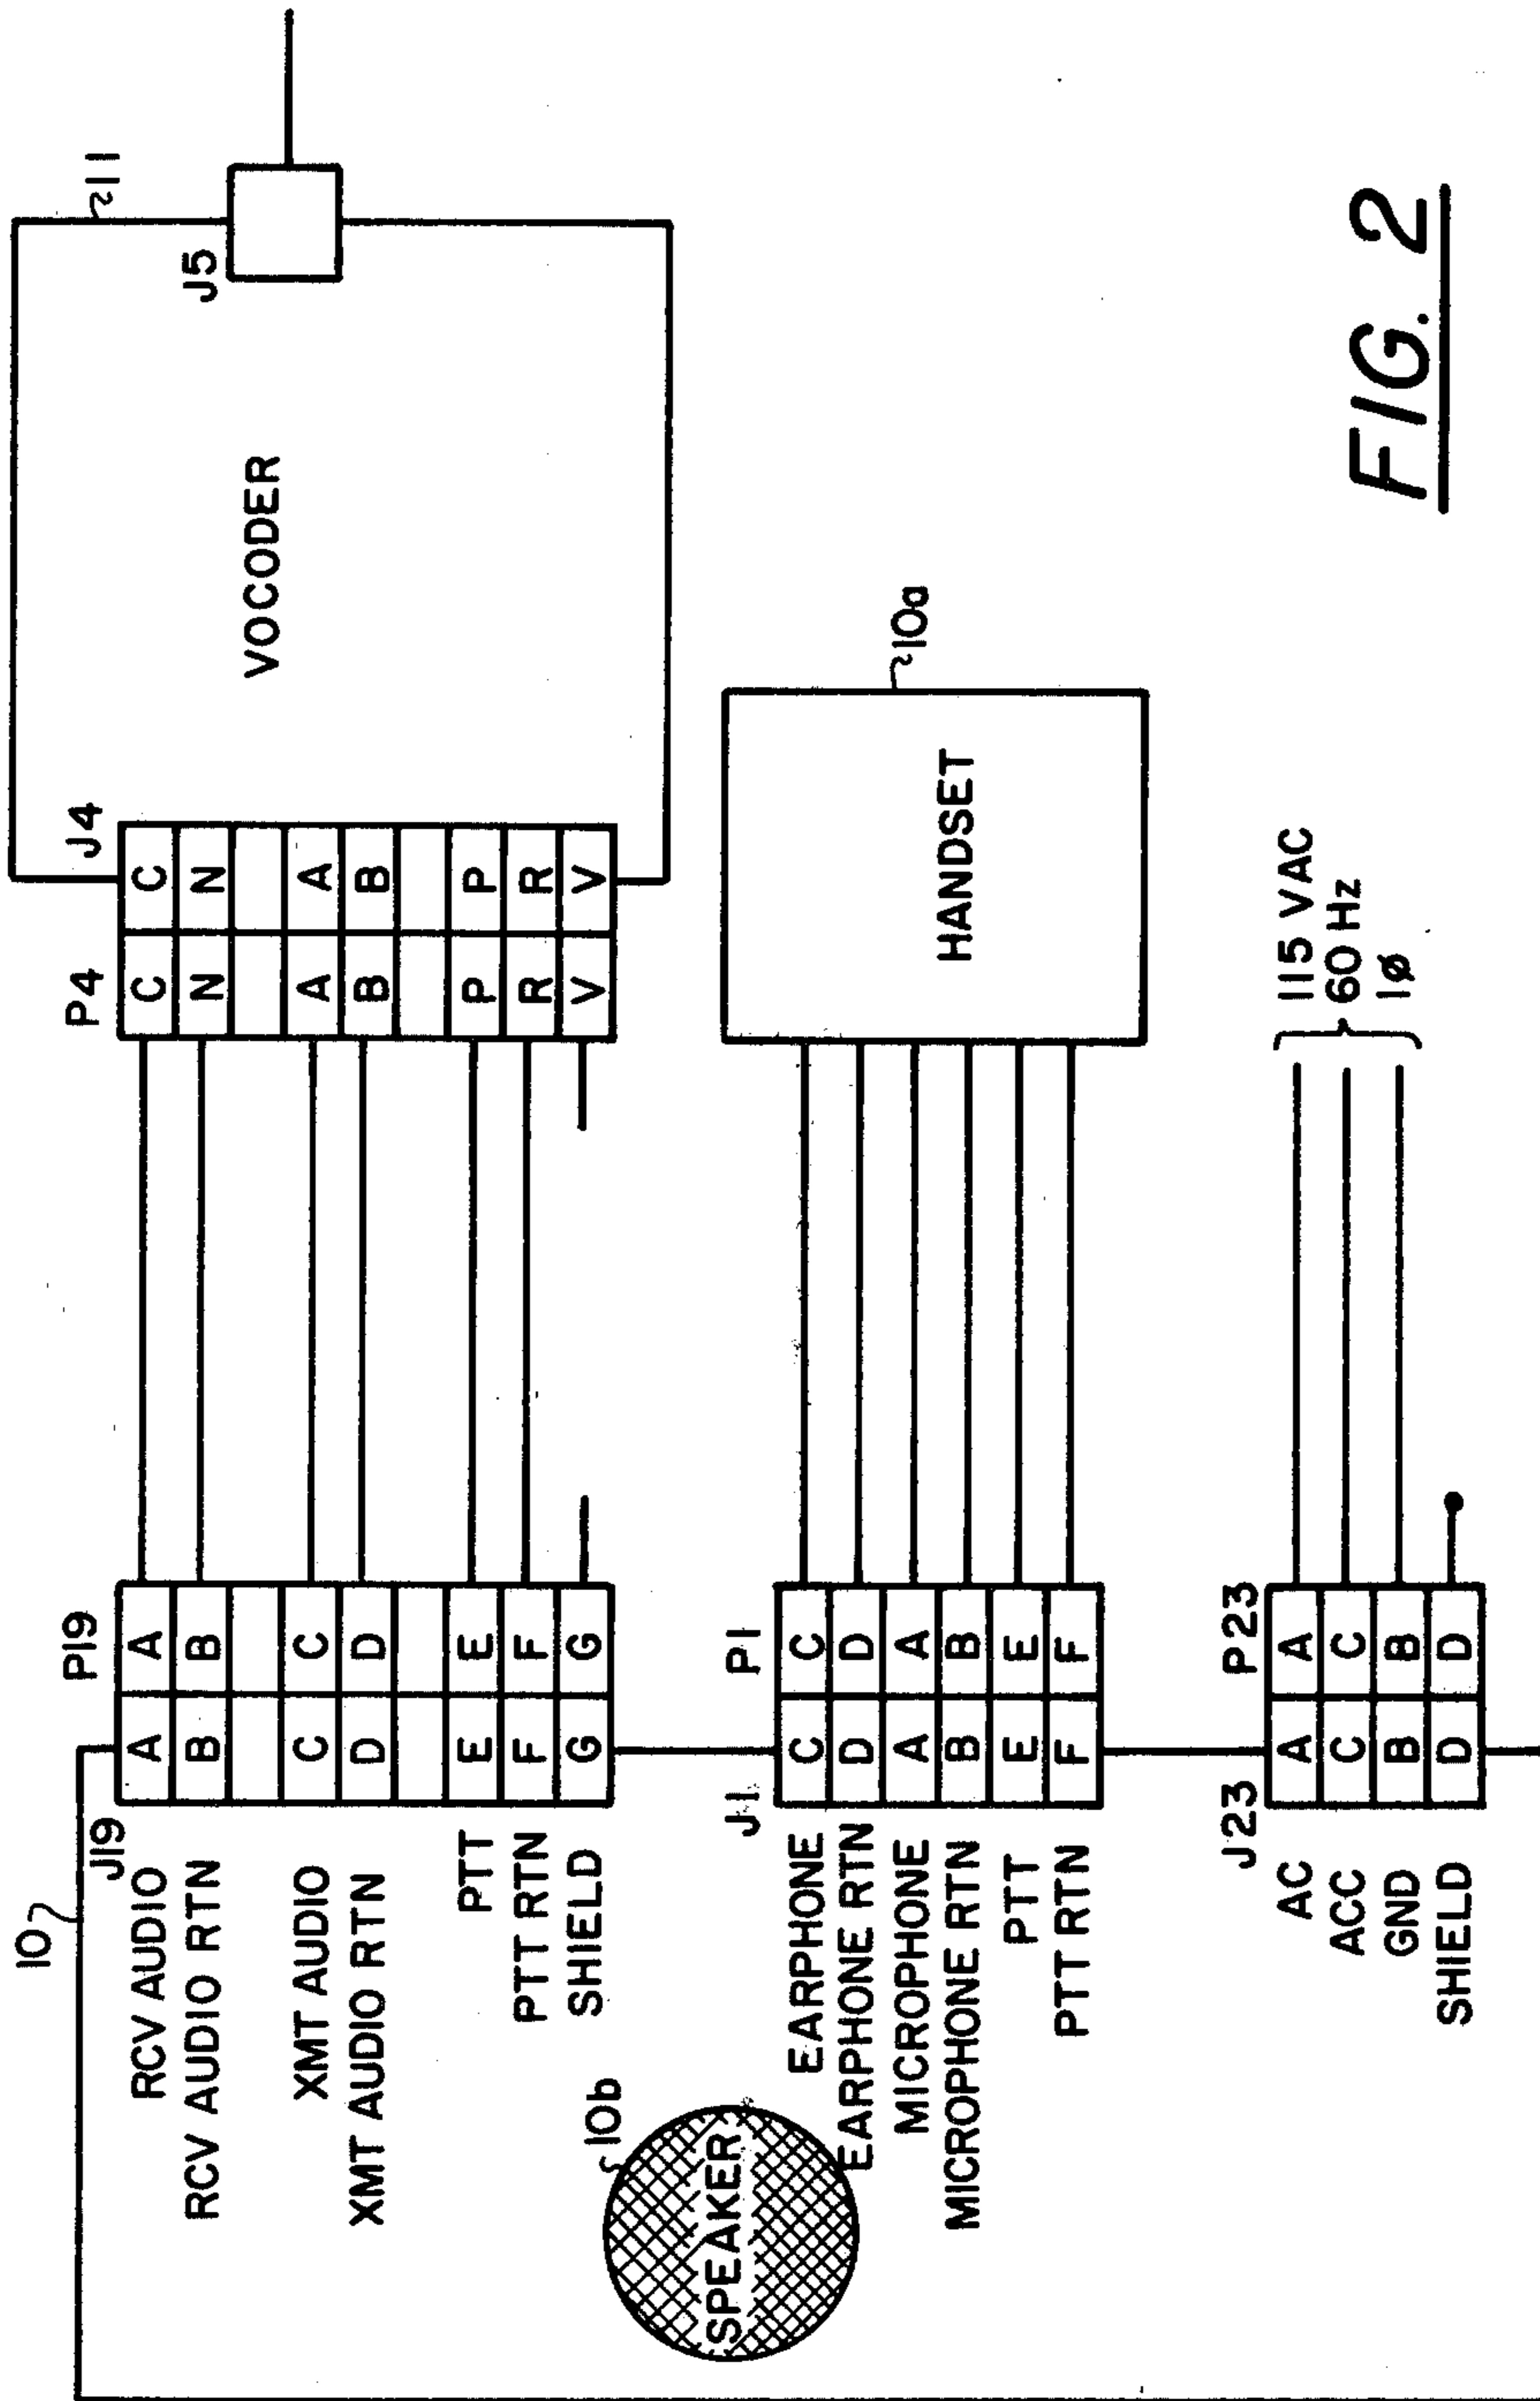 10
J19 P19 P4 J4
RCV AUDIO A A C C
RCV AUDIO RTN B B N N
XMT AUDIO C C A A
XMT AUDIO RTN D D B B
PTT E E P P
PTT RTN F F R R
SHIELD G G V V
VOCODER
J5
11
10b
SPEAKER
J1 P1
EARPHONE C C
EARPHONE RTN D D
MICROPHONE A A
MICROPHONE RTN B B
PTT E E
PTT RTN F F
HANDSET
10a
J23 P23
AC A A 115 VAC
ACC C C 60 Hz
GND B B 1ø
SHIELD D D
FIG. 2